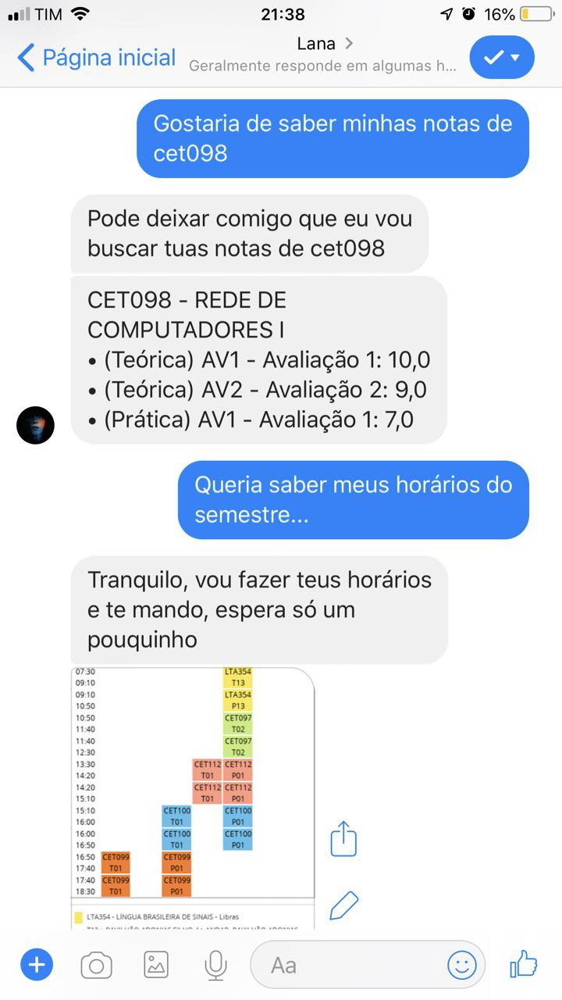 TIM 21:38 16%
Página inicial
Lana
Geralmente responde em algumas h...
Gostaria de saber minhas notas de
cet098
Pode deixar comigo que eu vou
buscar tuas notas de cet098
CET098 - REDE DE
COMPUTADORES I
• (Teórica) AV1 - Avaliação 1: 10,0
• (Teórica) AV2 - Avaliação 2: 9,0
• (Prática) AV1 - Avaliação 1: 7,0
Queria saber meus horários do
semestre...
Tranquilo, vou fazer teus horários
e te mando, espera só um
pouquinho
07:30 LTA354
09:10 T13
09:10 LTA354
10:50 P13
10:50 CET097
11:40 T02
11:40 CET097
12:30 T02
13:30 CET112 CET112
14:20 T01 P01
14:20 CET112 CET112
15:10 T01 P01
15:10 CET100 CET100
16:00 T01 P01
16:00 CET100 CET100
16:50 T01 P01
16:50 CET099 CET099
17:40 T01 P01
17:40 CET099 CET099
18:30 T01 P01
LTA354 - LÍNGUA BRASILEIRA DE SINAIS - Libras
Aa